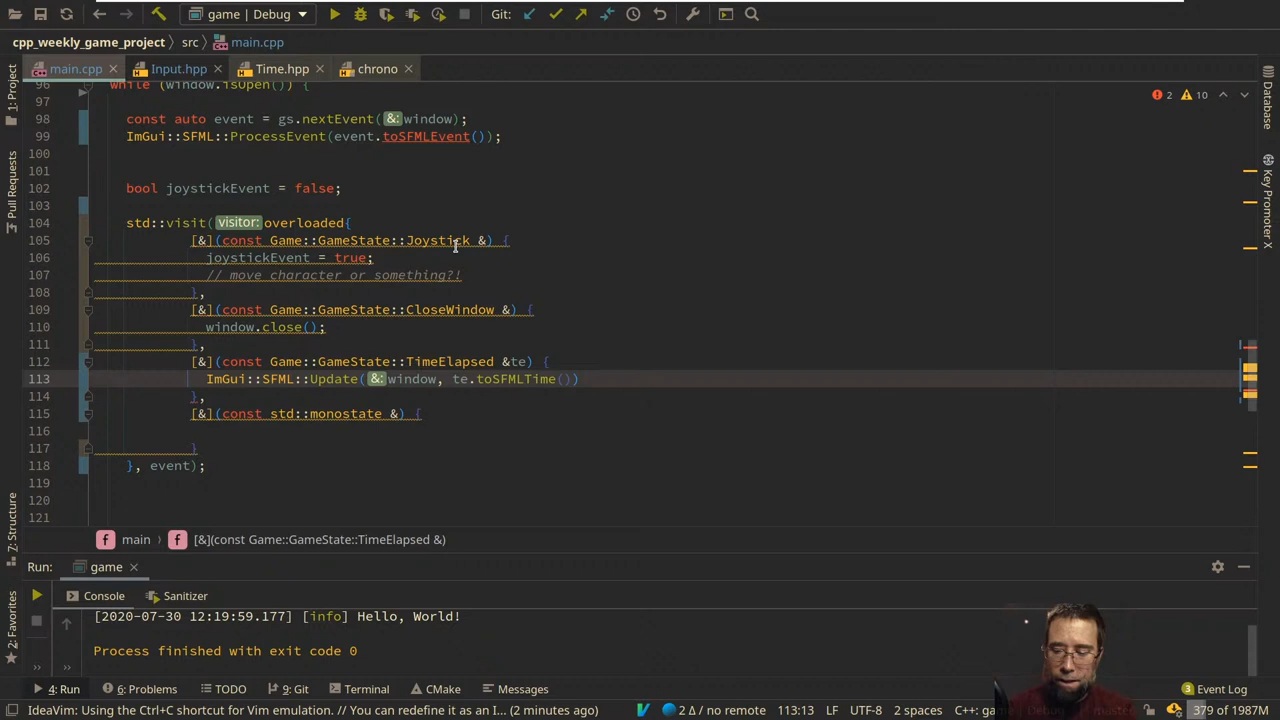 game | Debug
Git:
cpp_weekly_game_project › src › main.cpp
main.cpp
Input.hpp
Time.hpp
chrono
1: Project
Pull Requests
7: Structure
2: Favorites
Database
Key Promoter X
2 10
96 while (window.isOpen()) {
97
98 const auto event = gs.nextEvent( &: window);
99 ImGui::SFML::ProcessEvent(event.toSFMLEvent());
100
101
102 bool joystickEvent = false;
103
104 std::visit( visitor: overloaded{
105 [&](const Game::GameState::Joystick &) {
106 joystickEvent = true;
107 // move character or something?!
108 },
109 [&](const Game::GameState::CloseWindow &) {
110 window.close();
111 },
112 [&](const Game::GameState::TimeElapsed &te) {
113 ImGui::SFML::Update( &: window, te.toSFMLTime())
114 },
115 [&](const std::monostate &) {
116
117 }
118 }, event);
119
120
121
f main › f [&](const Game::GameState::TimeElapsed &)
Run: game
Console
Sanitizer
[2020-07-30 12:19:59.177] [info] Hello, World!
Process finished with exit code 0
4: Run
6: Problems
TODO
9: Git
Terminal
CMake
Messages
3 Event Log
IdeaVim: Using the Ctrl+C shortcut for Vim emulation. // You can redefine it as an I... (2 minutes ago)
2 Δ / no remote
113:13 LF UTF-8 2 spaces C++: game
379 of 1987M